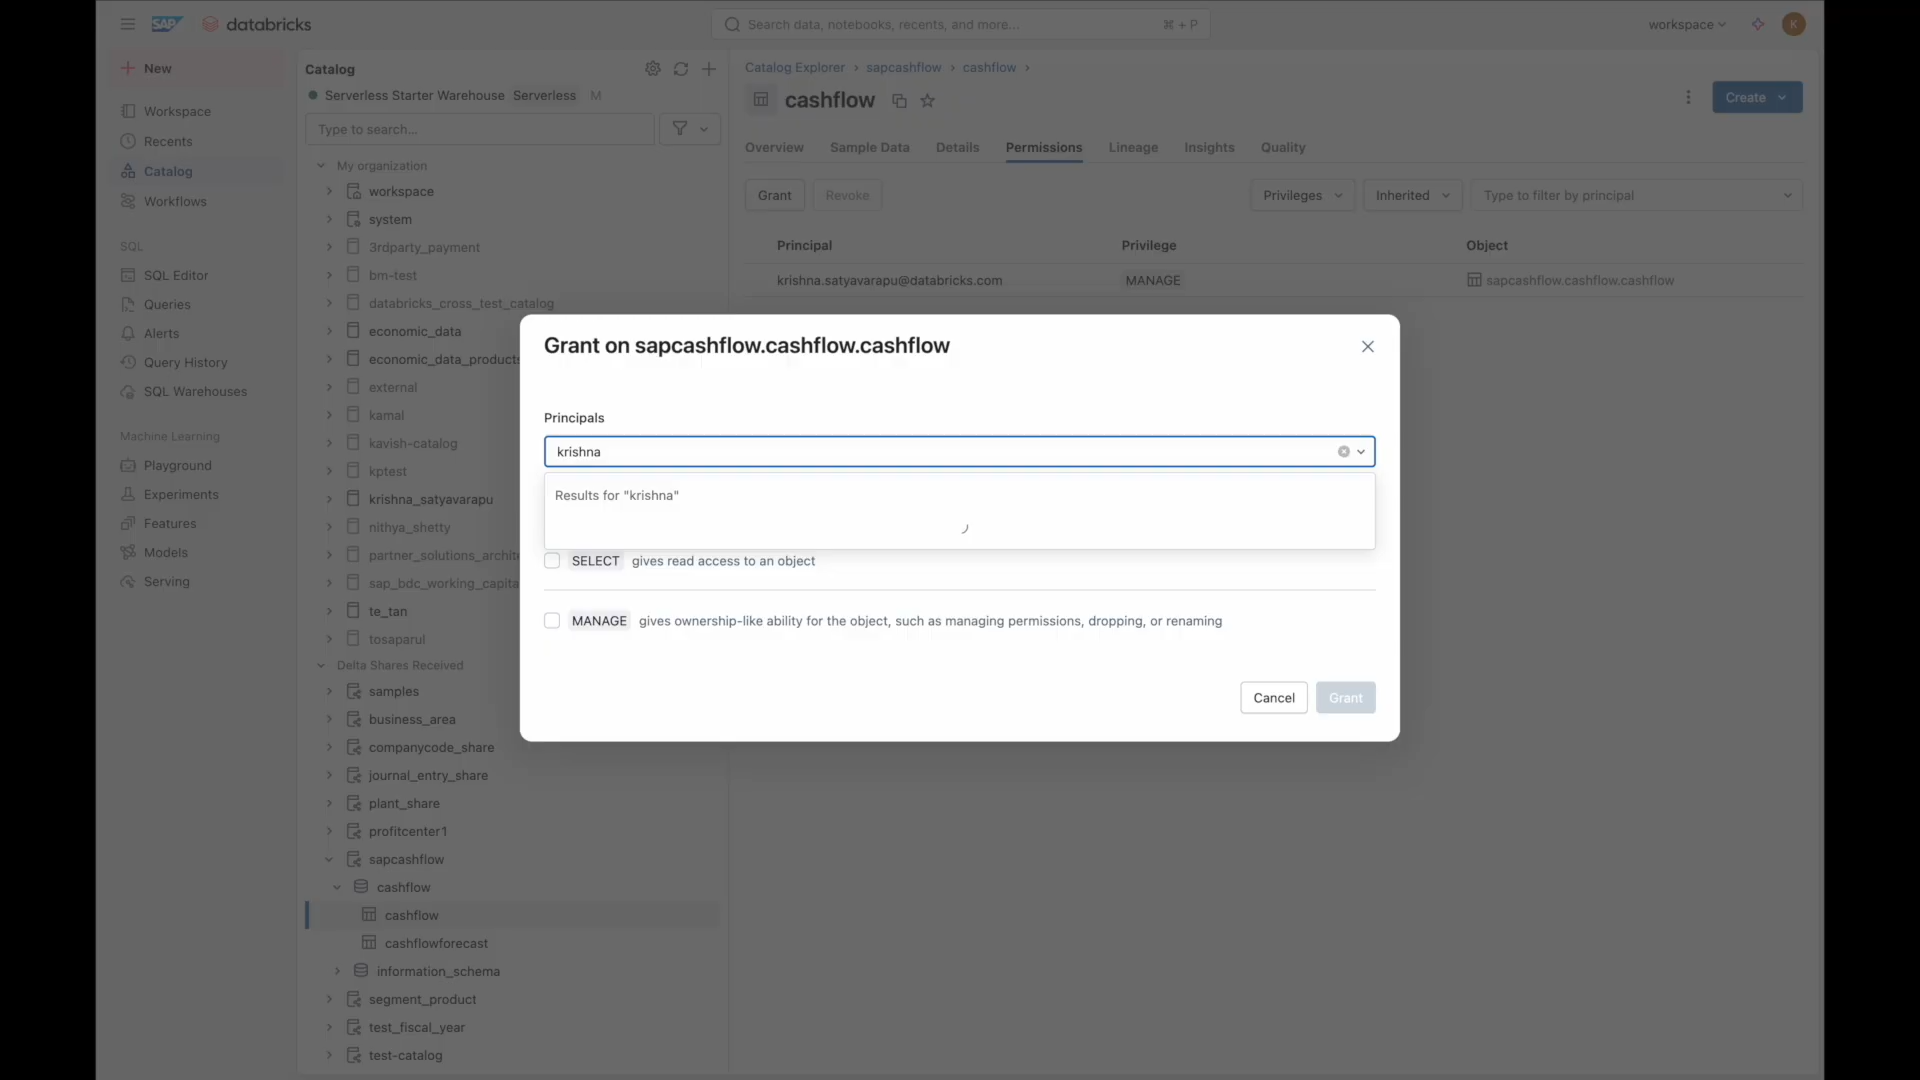 SAP databricks
Search data, notebooks, recents, and more... ⌘ + P
workspace
K
New
Workspace
Recents
Catalog
Workflows
SQL
SQL Editor
Queries
Alerts
Query History
SQL Warehouses
Machine Learning
Playground
Experiments
Features
Models
Serving
Catalog
Serverless Starter Warehouse Serverless M
Type to search...
My organization
workspace
system
3rdparty_payment
bm-test
databricks_cross_test_catalog
economic_data
economic_data_products
external
kamal
kavish-catalog
kptest
krishna_satyavarapu
nithya_shetty
partner_solutions_archite
sap_bdc_working_capita
te_tan
tosaparul
Delta Shares Received
samples
business_area
companycode_share
journal_entry_share
plant_share
profitcenter1
sapcashflow
cashflow
cashflow
cashflowforecast
information_schema
segment_product
test_fiscal_year
test-catalog
Catalog Explorer › sapcashflow › cashflow ›
cashflow
Create
Overview Sample Data Details Permissions Lineage Insights Quality
Grant Revoke Privileges Inherited Type to filter by principal
Principal Privilege Object
krishna.satyavarapu@databricks.com MANAGE sapcashflow.cashflow.cashflow
Grant on sapcashflow.cashflow.cashflow
Principals
krishna
Results for "krishna"
SELECT gives read access to an object
MANAGE gives ownership-like ability for the object, such as managing permissions, dropping, or renaming
Cancel Grant